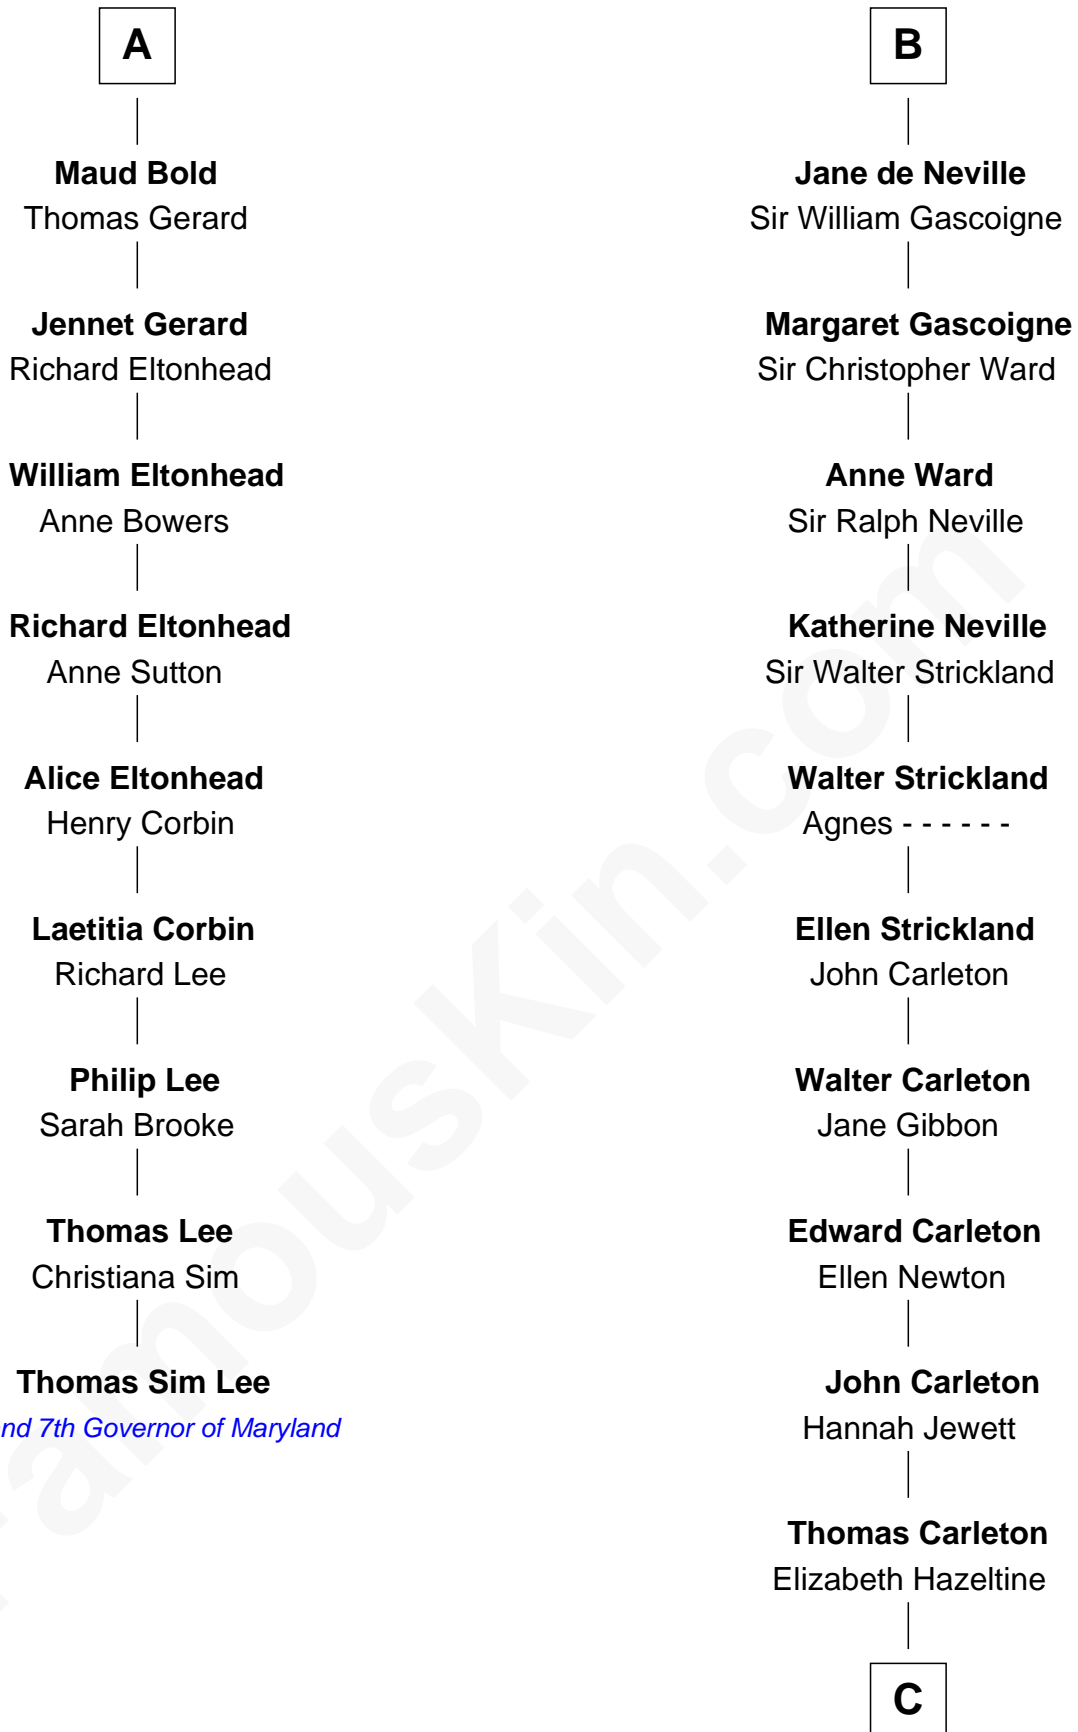 A
Maud Bold
Thomas Gerard
Jennet Gerard
Richard Eltonhead
William Eltonhead
Anne Bowers
Richard Eltonhead
Anne Sutton
Alice Eltonhead
Henry Corbin
Laetitia Corbin
Richard Lee
Philip Lee
Sarah Brooke
Thomas Lee
Christiana Sim
Thomas Sim Lee
7th Governor of Maryland
B
Jane de Neville
Sir William Gascoigne
Margaret Gascoigne
Sir Christopher Ward
Anne Ward
Sir Ralph Neville
Katherine Neville
Sir Walter Strickland
Walter Strickland
Agnes - - - - - -
Ellen Strickland
John Carleton
Walter Carleton
Jane Gibbon
Edward Carleton
Ellen Newton
John Carleton
Hannah Jewett
Thomas Carleton
Elizabeth Hazeltine
C
FamousKin.com